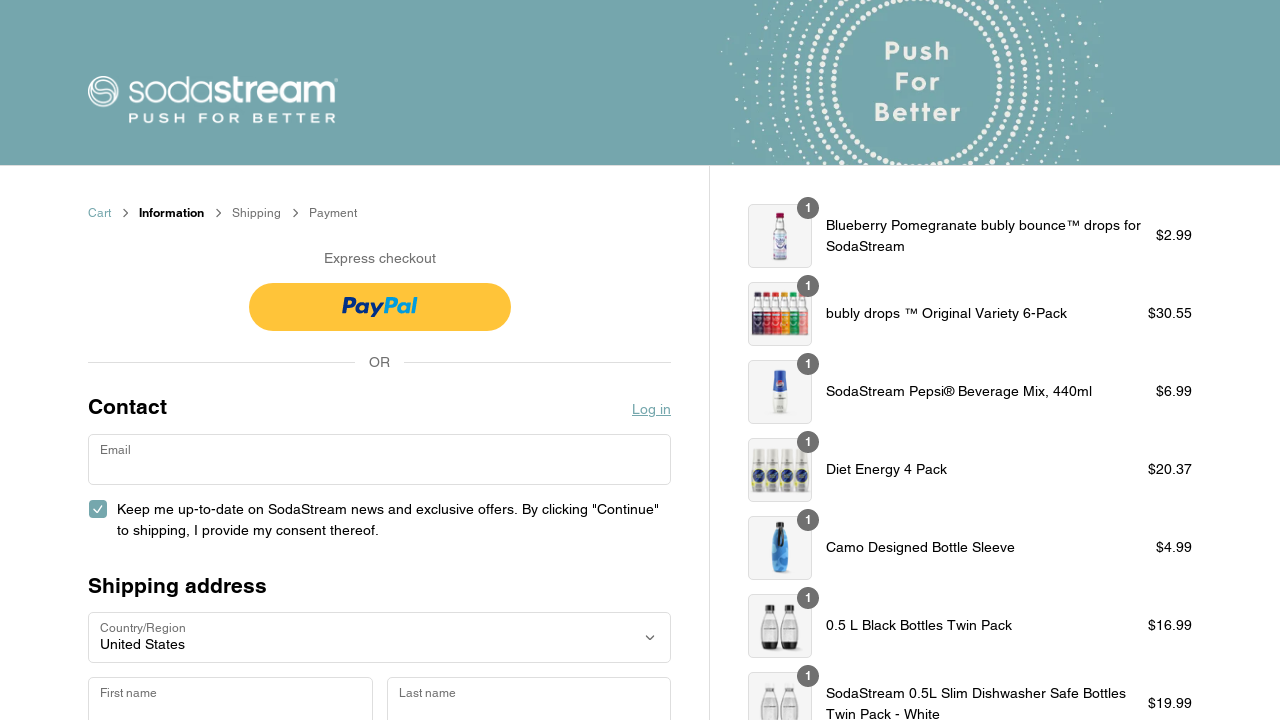 sodastream
PUSH FOR BETTER
Push
For
Better
Cart
Information
Shipping
Payment
Express checkout
PayPal
OR
Contact
Log in
Email
Keep me up-to-date on SodaStream news and exclusive offers. By clicking "Continue"
to shipping, I provide my consent thereof.
Shipping address
Country/Region
United States
First name
Last name
1
Blueberry Pomegranate bubly bounce™ drops for
SodaStream
$2.99
1
bubly drops ™ Original Variety 6-Pack
$30.55
1
SodaStream Pepsi® Beverage Mix, 440ml
$6.99
1
Diet Energy 4 Pack
$20.37
1
Camo Designed Bottle Sleeve
$4.99
1
0.5 L Black Bottles Twin Pack
$16.99
1
SodaStream 0.5L Slim Dishwasher Safe Bottles
Twin Pack - White
$19.99